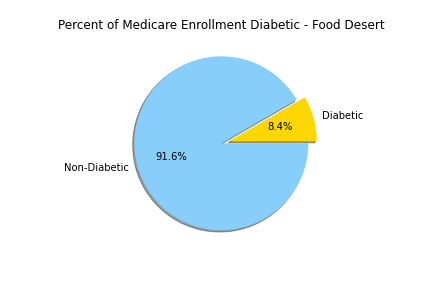 Percent of Medicare Enrollment Diabetic - Food Desert
Diabetic
8.4%
91.6%
Non-Diabetic